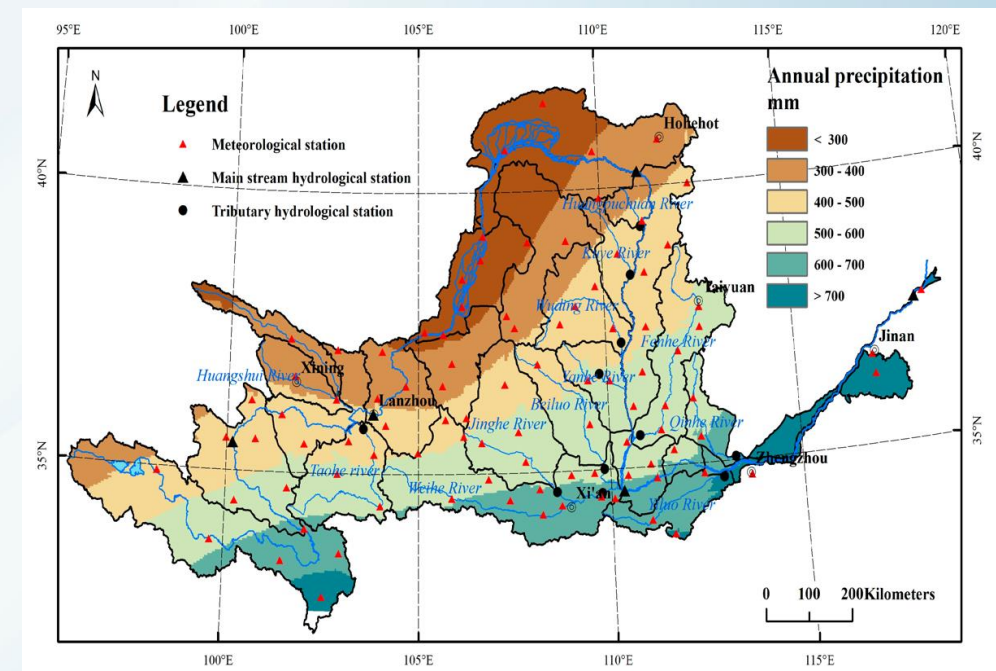 95°E 100°E 105°E 110°E 115°E 120°E
N
Legend
Meteorological station
Main stream hydrological station
Tributary hydrological station
Annual precipitation
mm
< 300
300 - 400
400 - 500
500 - 600
600 - 700
> 700
Hohehot
40°N
40°N
Huangpuchuan River
Kuye River
Taiyuan
Wuding River
Fenhe River
Jinan
Xining
Huangshui River
Yanhe River
Lanzhou
Beiluo River
Jinghe River
Qinhe River
35°N
35°N
Taohe river
Zhengzhou
Weihe River
Xi'an
Yiluo River
0 100 200Kilometers
100°E 105°E 110°E 115°E